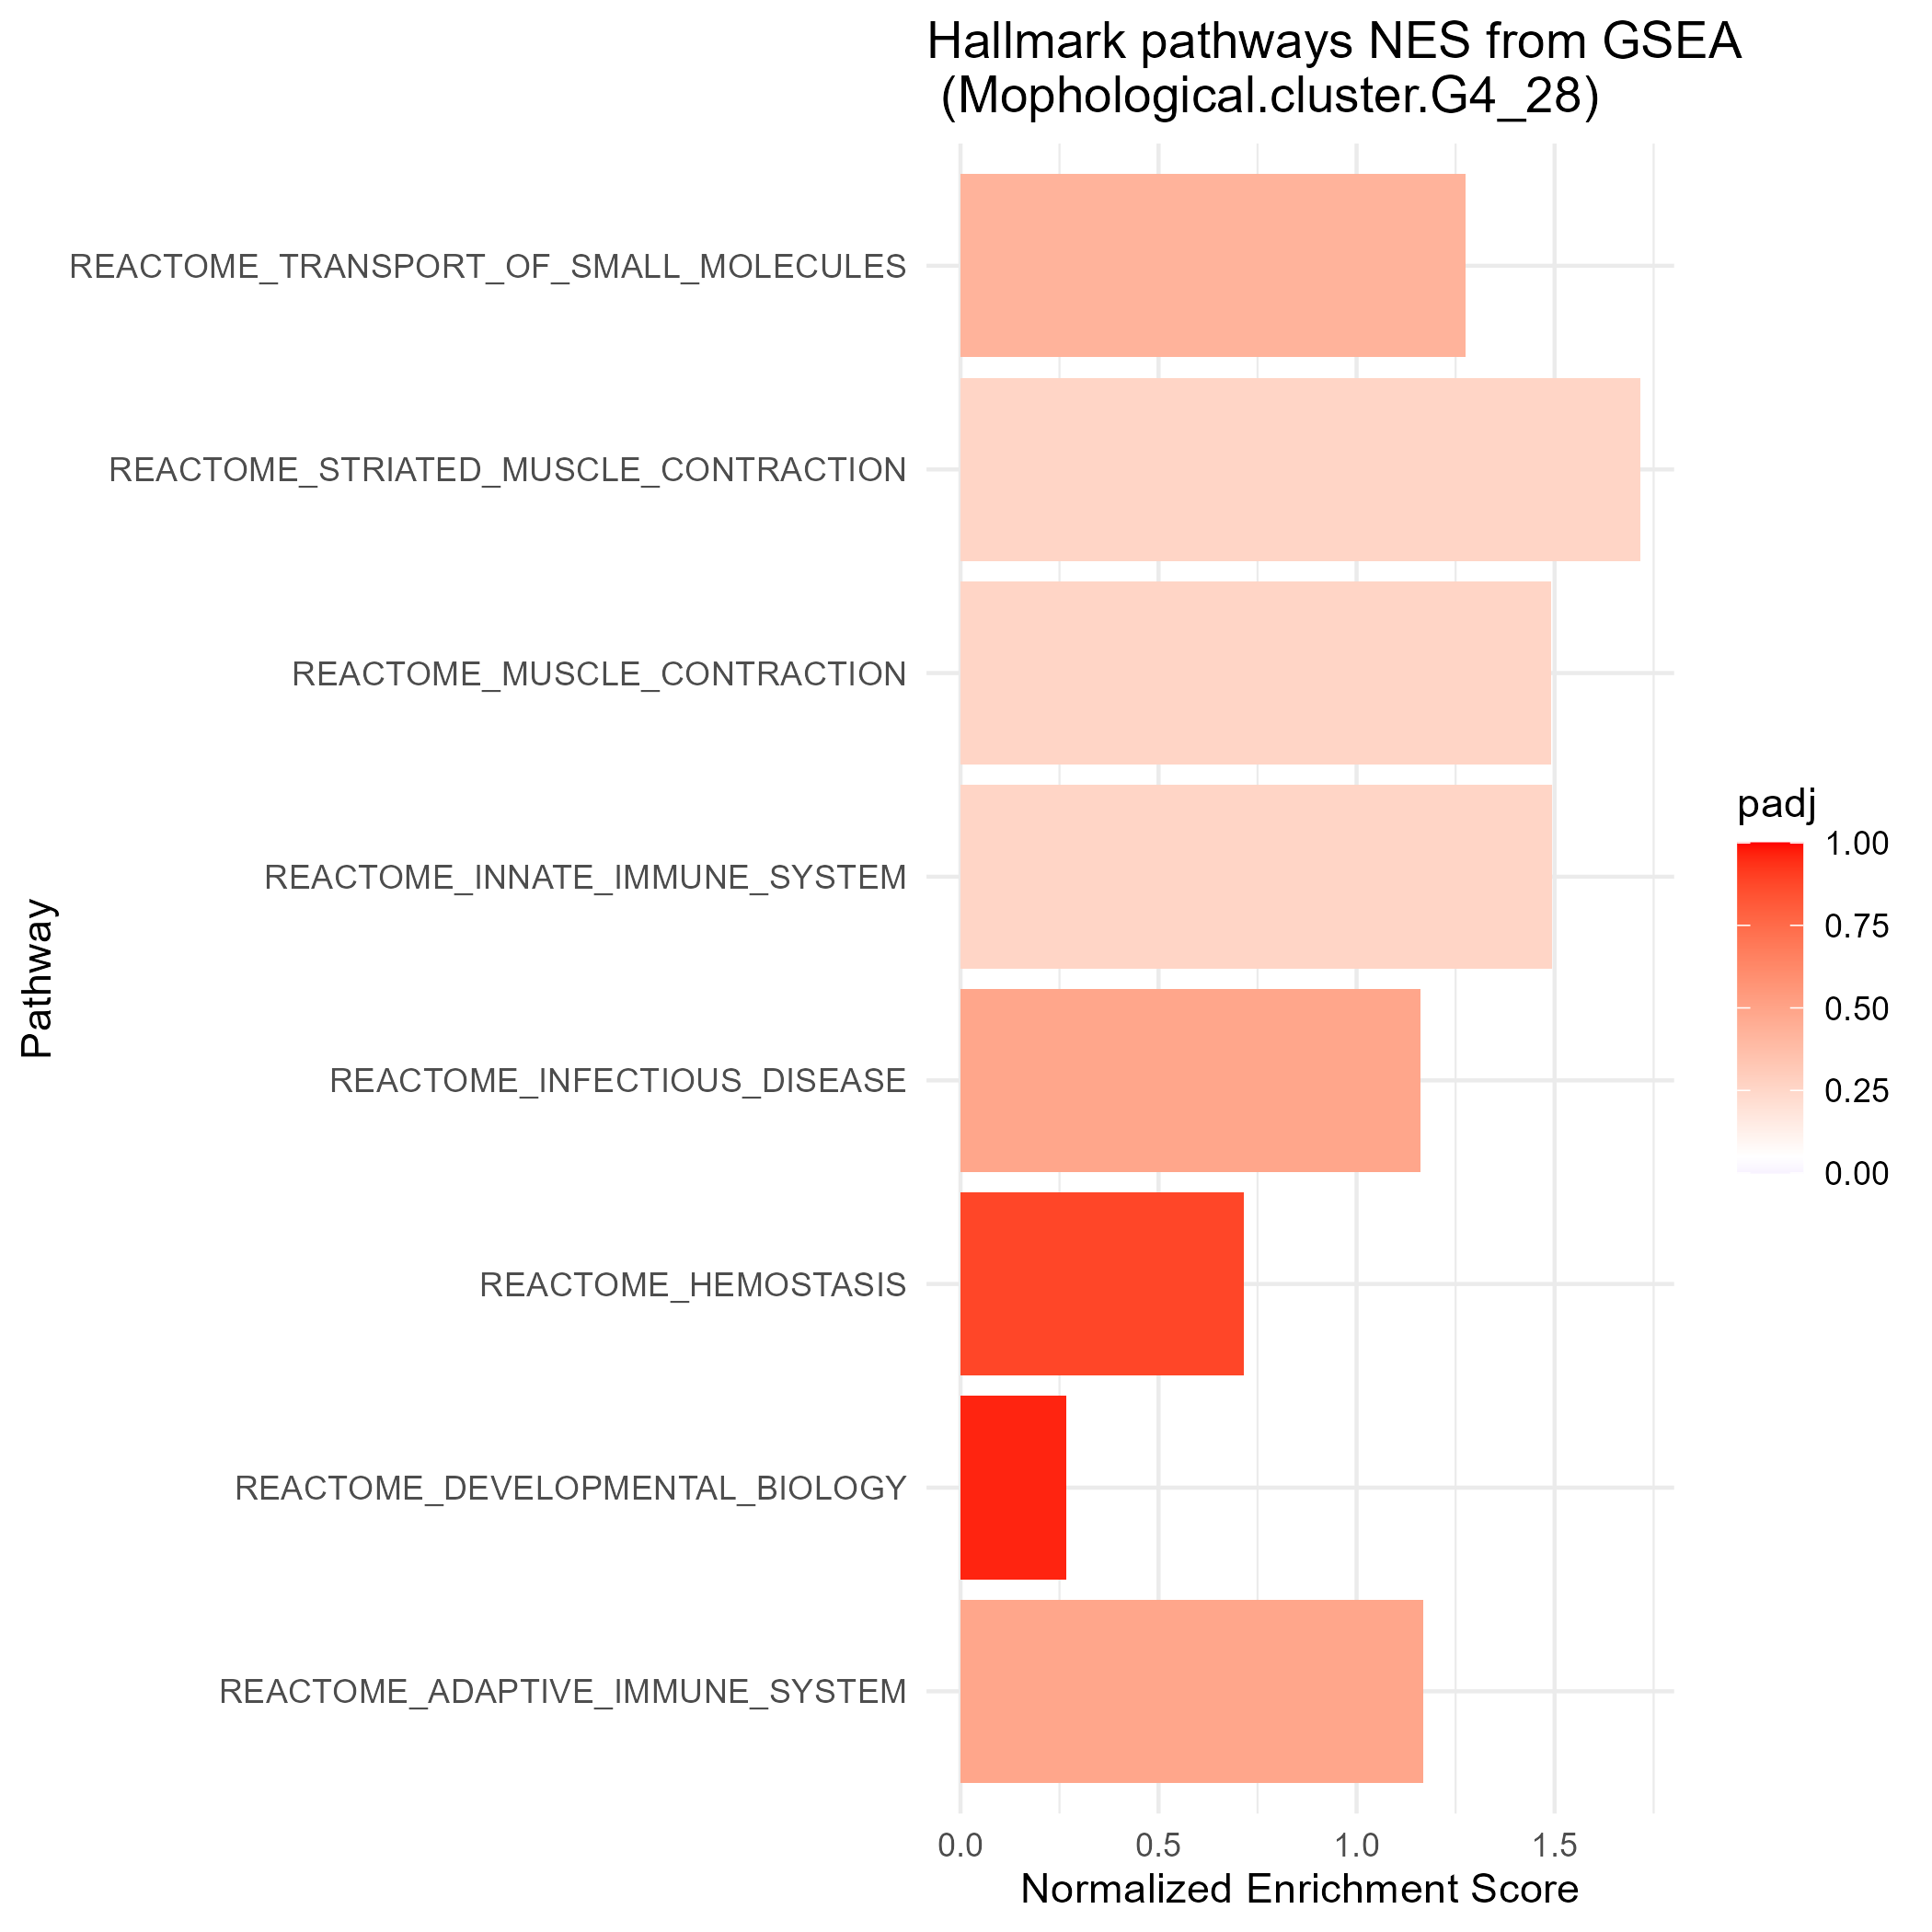 Hallmark pathways NES from GSEA
(Mophological.cluster.G4_28)
REACTOME_TRANSPORT_OF_SMALL_MOLECULES
REACTOME_STRIATED_MUSCLE_CONTRACTION
REACTOME_MUSCLE_CONTRACTION
REACTOME_INNATE_IMMUNE_SYSTEM
REACTOME_INFECTIOUS_DISEASE
REACTOME_HEMOSTASIS
REACTOME_DEVELOPMENTAL_BIOLOGY
REACTOME_ADAPTIVE_IMMUNE_SYSTEM
Pathway
0.0
0.5
1.0
1.5
Normalized Enrichment Score
padj
1.00
0.75
0.50
0.25
0.00